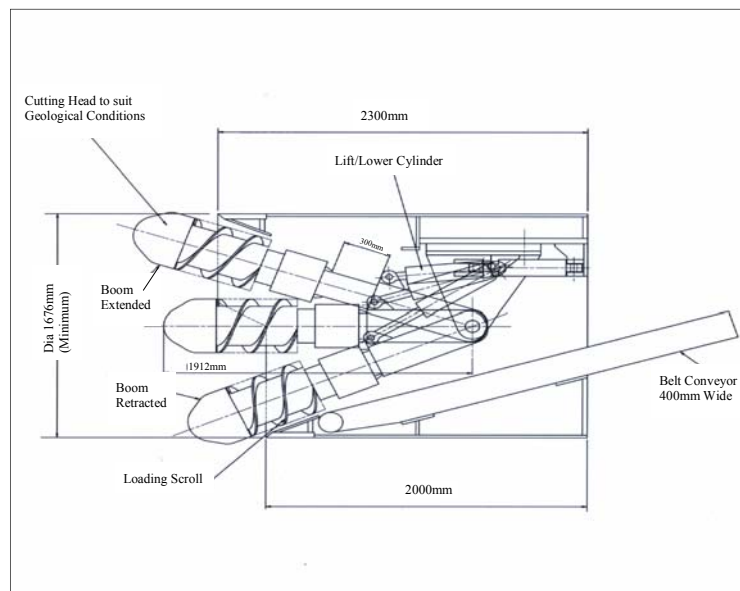 Cutting Head to suit
Geological Conditions
2300mm
Lift/Lower Cylinder
300mm
Boom
Extended
Dia 1676mm
(Minimum)
1912mm
Boom
Retracted
Belt Conveyor
400mm Wide
Loading Scroll
2000mm